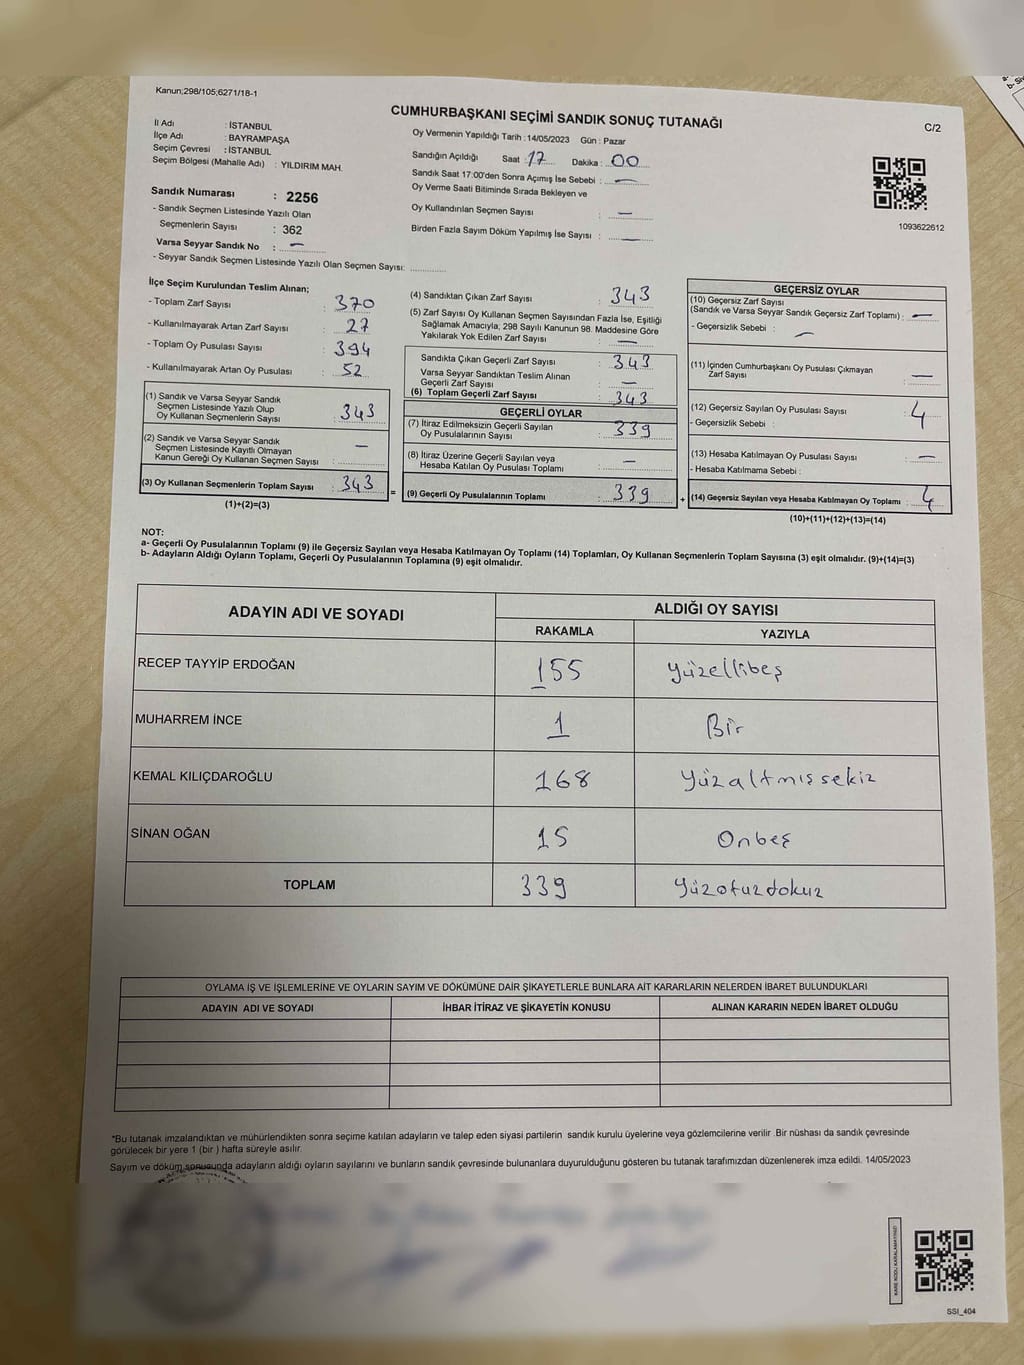 Kanun;298/105;6271/18-1
CUMHURBAŞKANI SEÇİMİ SANDIK SONUÇ TUTANAĞI
C/2
İl Adı : İSTANBUL
İlçe Adı : BAYRAMPAŞA
Seçim Çevresi : İSTANBUL
Seçim Bölgesi (Mahalle Adı) : YILDIRIM MAH.
Sandık Numarası : 2256
- Sandık Seçmen Listesinde Yazılı Olan
Seçmenlerin Sayısı : 362
Varsa Seyyar Sandık No : –
- Seyyar Sandık Seçmen Listesinde Yazılı Olan Seçmen Sayısı: ............
Oy Vermenin Yapıldığı Tarih : 14/05/2023 Gün : Pazar
Sandığın Açıldığı Saat : 17 Dakika : 00
Sandık Saat 17:00'den Sonra Açımış İse Sebebi : –
Oy Verme Saati Bitiminde Sırada Bekleyen ve
Oy Kullandırılan Seçmen Sayısı : –
Birden Fazla Sayım Döküm Yapılmış İse Sayısı : –
1093622612
İlçe Seçim Kurulundan Teslim Alınan;
- Toplam Zarf Sayısı : 370
- Kullanılmayarak Artan Zarf Sayısı : 27
- Toplam Oy Pusulası Sayısı : 394
- Kullanılmayarak Artan Oy Pusulası : 52
(1) Sandık ve Varsa Seyyar Sandık
Seçmen Listesinde Yazılı Olup
Oy Kullanan Seçmenlerin Sayısı : 343
(2) Sandık ve Varsa Seyyar Sandık
Seçmen Listesinde Kayıtlı Olmayan
Kanun Gereği Oy Kullanan Seçmen Sayısı : –
(3) Oy Kullanan Seçmenlerin Toplam Sayısı : 343
(1)+(2)=(3)
=
(4) Sandıktan Çıkan Zarf Sayısı : 343
(5) Zarf Sayısı Oy Kullanan Seçmen Sayısından Fazla İse, Eşitliği
Sağlamak Amacıyla; 298 Sayılı Kanunun 98. Maddesine Göre
Yakılarak Yok Edilen Zarf Sayısı : –
Sandıkta Çıkan Geçerli Zarf Sayısı : 343
Varsa Seyyar Sandıktan Teslim Alınan
Geçerli Zarf Sayısı : –
(6) Toplam Geçerli Zarf Sayısı : 343
GEÇERLİ OYLAR
(7) İtiraz Edilmeksizin Geçerli Sayılan
Oy Pusulalarının Sayısı : 339
(8) İtiraz Üzerine Geçerli Sayılan veya
Hesaba Katılan Oy Pusulası Toplamı : –
(9) Geçerli Oy Pusulalarının Toplamı : 339
+
GEÇERSİZ OYLAR
(10) Geçersiz Zarf Sayısı
(Sandık ve Varsa Seyyar Sandık Geçersiz Zarf Toplamı) : –
- Geçersizlik Sebebi : –
(11) İçinden Cumhurbaşkanı Oy Pusulası Çıkmayan
Zarf Sayısı : –
(12) Geçersiz Sayılan Oy Pusulası Sayısı : 4
- Geçersizlik Sebebi :
(13) Hesaba Katılmayan Oy Pusulası Sayısı : –
- Hesaba Katılmama Sebebi :
(14) Geçersiz Sayılan veya Hesaba Katılmayan Oy Toplamı : 4
(10)+(11)+(12)+(13)=(14)
NOT:
a- Geçerli Oy Pusulalarının Toplamı (9) ile Geçersiz Sayılan veya Hesaba Katılmayan Oy Toplamı (14) Toplamları, Oy Kullanan Seçmenlerin Toplam Sayısına (3) eşit olmalıdır. (9)+(14)=(3)
b- Adayların Aldığı Oyların Toplamı, Geçerli Oy Pusulalarının Toplamına (9) eşit olmalıdır.
ADAYIN ADI VE SOYADI ALDIĞI OY SAYISI
RAKAMLA YAZIYLA
RECEP TAYYİP ERDOĞAN 155 Yüzellibeş
MUHARREM İNCE 1 Bir
KEMAL KILIÇDAROĞLU 168 Yüzaltmışsekiz
SİNAN OĞAN 15 Onbeş
TOPLAM 339 Yüzotuzdokuz
OYLAMA İŞ VE İŞLEMLERİNE VE OYLARIN SAYIM VE DÖKÜMÜNE DAİR ŞİKAYETLERLE BUNLARA AİT KARARLARIN NELERDEN İBARET BULUNDUKLARI
ADAYIN ADI VE SOYADI İHBAR İTİRAZ VE ŞİKAYETİN KONUSU ALINAN KARARIN NEDEN İBARET OLDUĞU
*Bu tutanak imzalandıktan ve mühürlendikten sonra seçime katılan adayların ve talep eden siyasi partilerin sandık kurulu üyelerine veya gözlemcilerine verilir .Bir nüshası da sandık çevresinde
görülecek bir yere 1 (bir ) hafta süreyle asılır.
Sayım ve döküm sonucunda adayların aldığı oyların sayılarını ve bunların sandık çevresinde bulunanlara duyurulduğunu gösteren bu tutanak tarafımızdan düzenlenerek imza edildi. 14/05/2023
KARE KODU KARALAMAYINIZ!
SSI_404